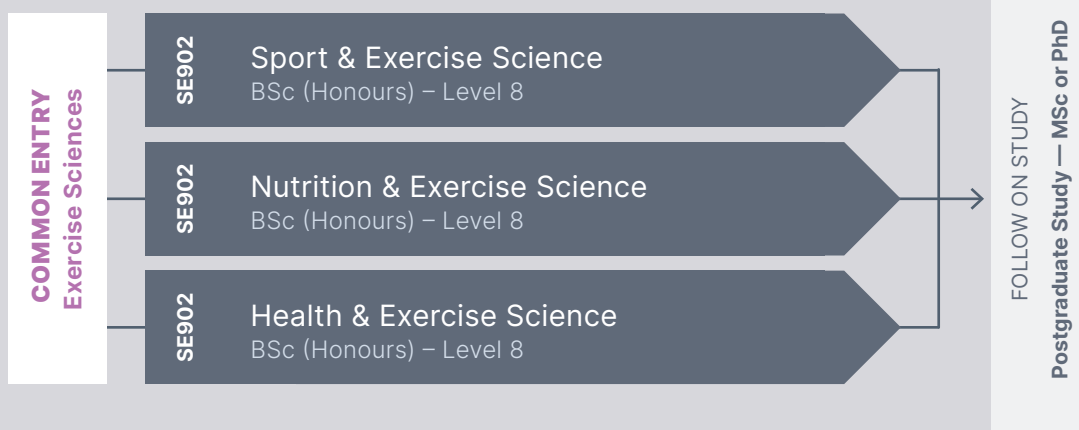 COMMON ENTRY
Exercise Sciences
SE902
Sport & Exercise Science
BSc (Honours) – Level 8
SE902
Nutrition & Exercise Science
BSc (Honours) – Level 8
SE902
Health & Exercise Science
BSc (Honours) – Level 8
FOLLOW ON STUDY
Postgraduate Study — MSc or PhD